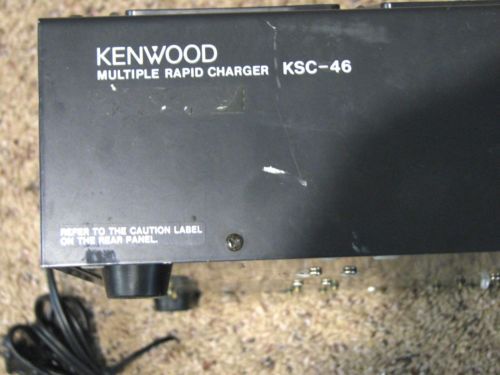 KENWOOD
MULTIPLE RAPID CHARGER KSC-46
REFER TO THE CAUTION LABEL
ON THE REAR PANEL.